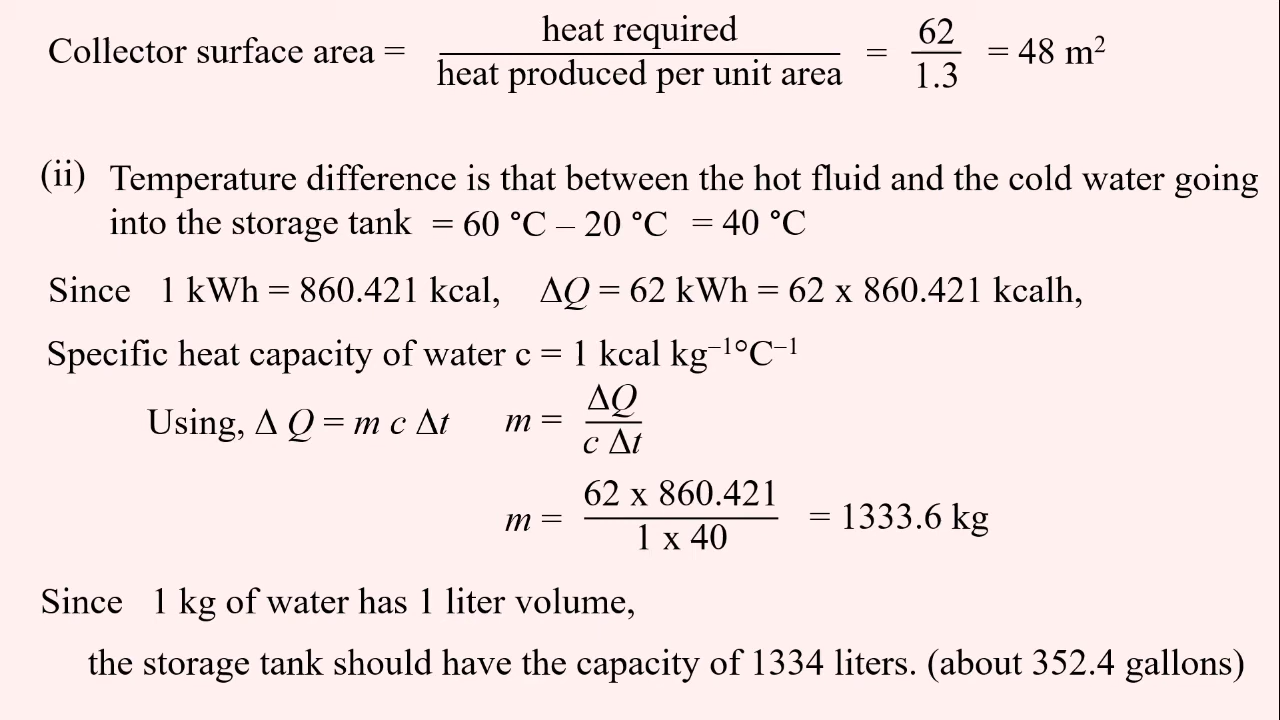 Collector surface area = heat required / heat produced per unit area = 62 / 1.3 = 48 m²
(ii) Temperature difference is that between the hot fluid and the cold water going
into the storage tank = 60 °C – 20 °C = 40 °C
Since 1 kWh = 860.421 kcal, ΔQ = 62 kWh = 62 x 860.421 kcalh,
Specific heat capacity of water c = 1 kcal kg⁻¹°C⁻¹
Using, Δ Q = m c Δt m = ΔQ / c Δt
m = 62 x 860.421 / 1 x 40 = 1333.6 kg
Since 1 kg of water has 1 liter volume,
the storage tank should have the capacity of 1334 liters. (about 352.4 gallons)